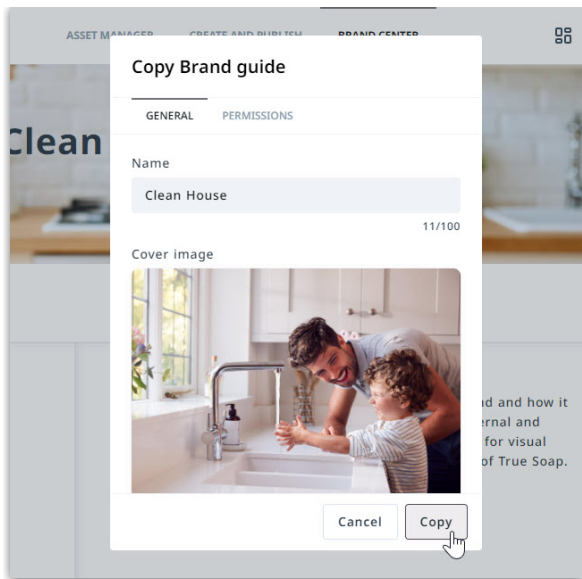 ASSET MANAGER CREATE AND PUBLISH BRAND CENTER
Copy Brand guide
GENERAL PERMISSIONS
Clean
Name
Clean House
11/100
Cover image
nd and how it
ernal and
for visual
of True Soap.
Cancel Copy